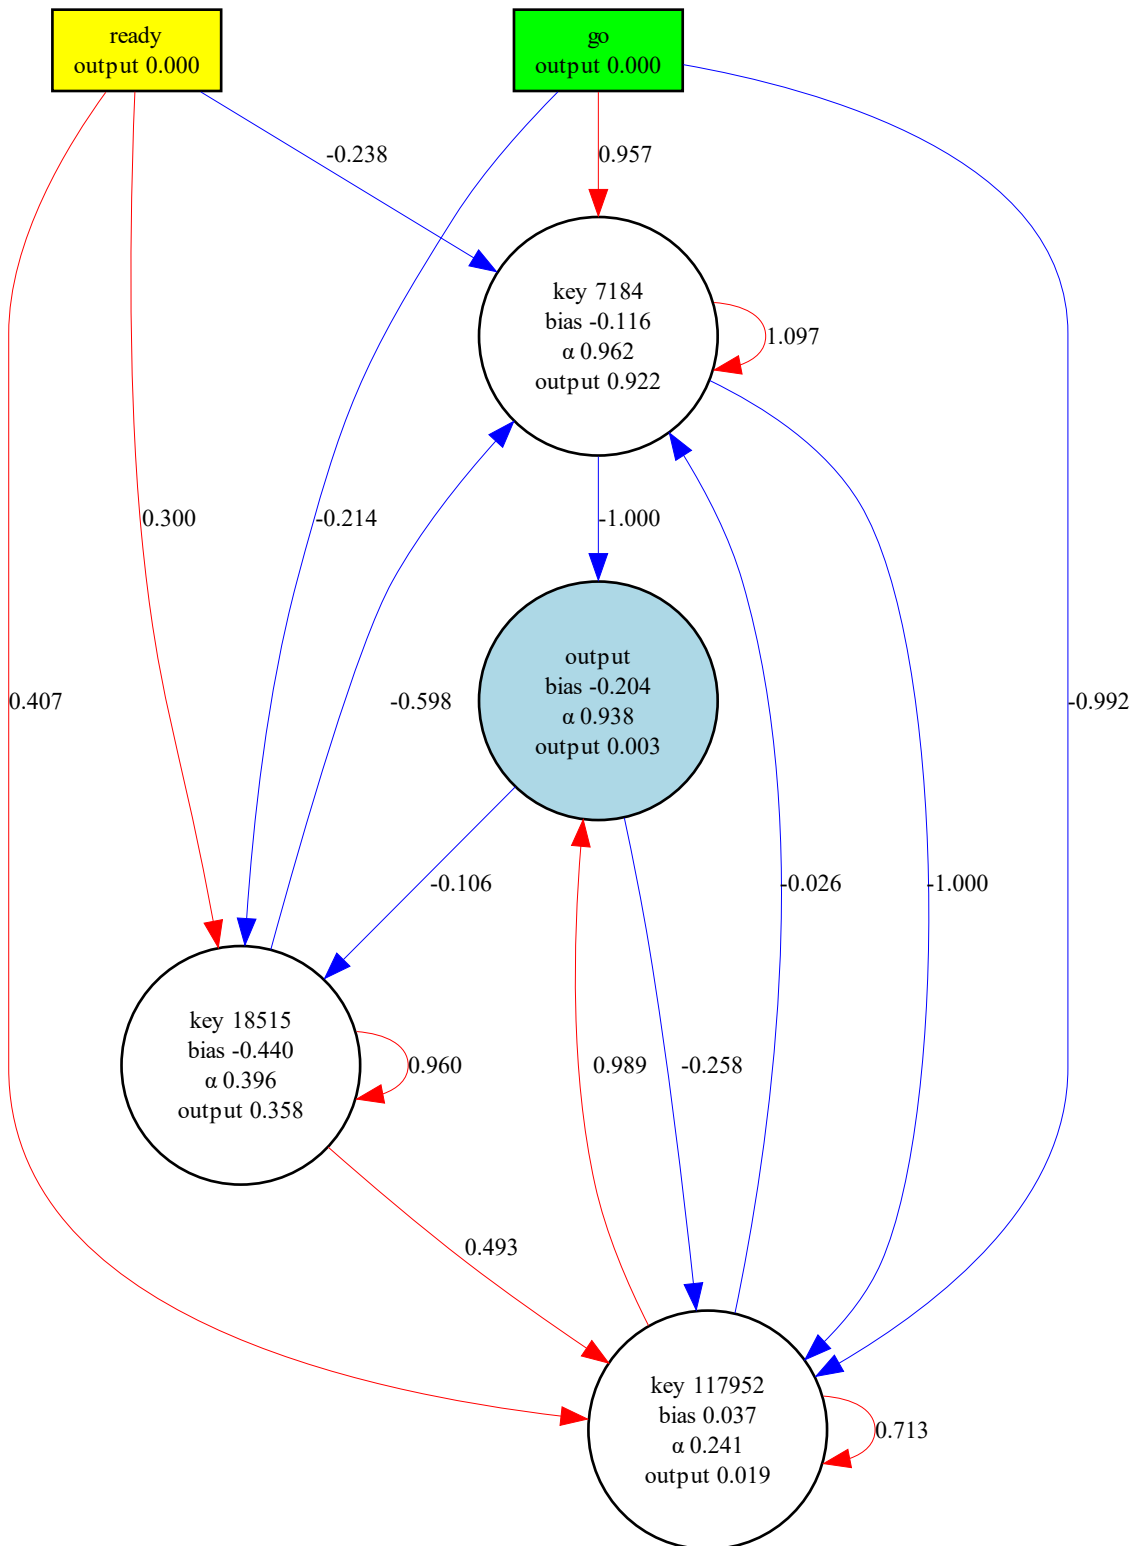 ready
output 0.000
go
output 0.000
-0.238
0.957
key 7184
bias -0.116
α 0.962
output 0.922
1.097
0.300
-0.214
-1.000
output
bias -0.204
α 0.938
output 0.003
0.407
-0.598
-0.992
-0.106
-0.026
-1.000
key 18515
bias -0.440
α 0.396
output 0.358
0.960
0.989
-0.258
0.493
key 117952
bias 0.037
α 0.241
output 0.019
0.713